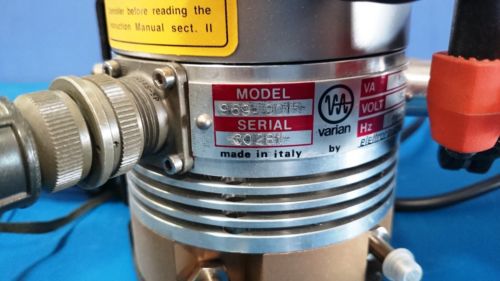 Controller before reading the
Instruction Manual sect. II
MODEL
SERIAL
made in italy
varian
by
VA
VOLT
Hz